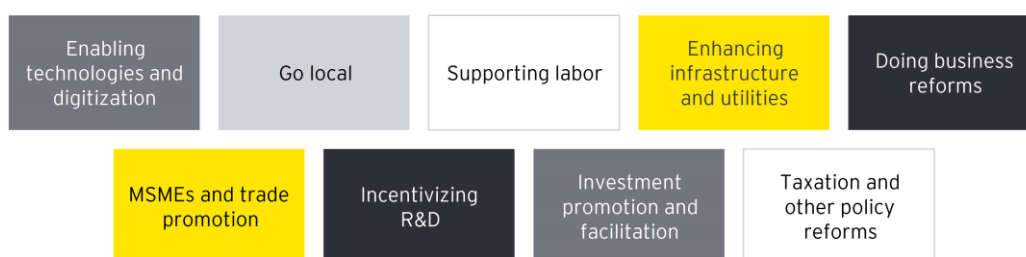 Enabling
technologies and
digitization
Go local
Supporting labor
Enhancing
infrastructure
and utilities
Doing business
reforms
MSMEs and trade
promotion
Incentivizing
R&D
Investment
promotion and
facilitation
Taxation and
other policy
reforms